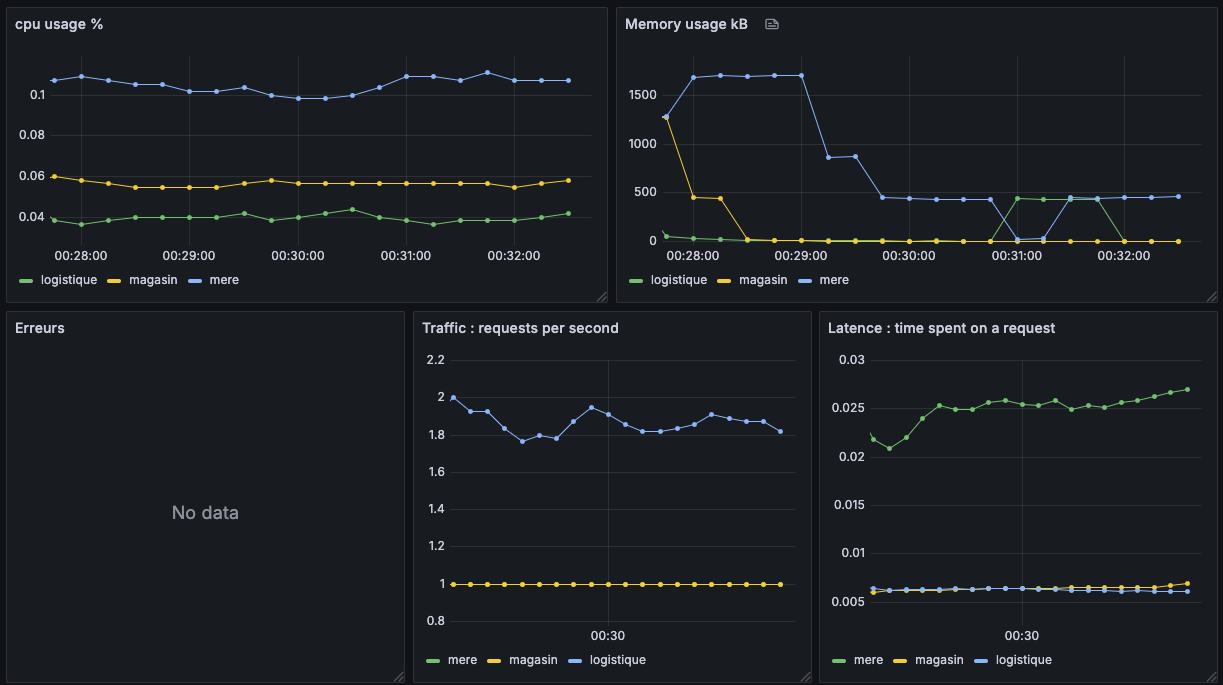 cpu usage %
0.1
0.08
0.06
0.04
00:28:00 00:29:00 00:30:00 00:31:00 00:32:00
logistique magasin mere
Memory usage kB
1500
1000
500
0
00:28:00 00:29:00 00:30:00 00:31:00 00:32:00
logistique magasin mere
Erreurs
No data
Traffic : requests per second
2.2
2
1.8
1.6
1.4
1.2
1
0.8
00:30
mere magasin logistique
Latence : time spent on a request
0.03
0.025
0.02
0.015
0.01
0.005
00:30
mere magasin logistique